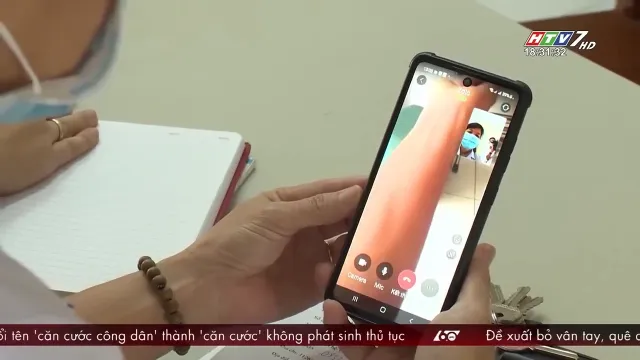 HTV7 HD
18:31:32
Camera
Mic
Kết th
ổi tên 'căn cước công dân' thành 'căn cước' không phát sinh thủ tục
60
Đề xuất bỏ vân tay, quê d